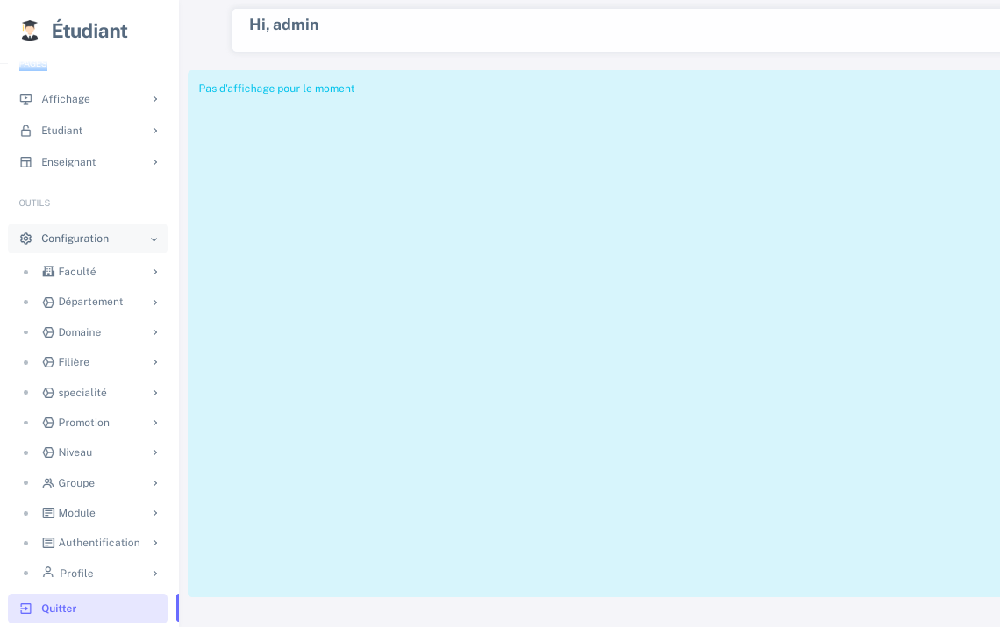 Étudiant
PAGES
Affichage
Etudiant
Enseignant
OUTILS
Configuration
Faculté
Département
Domaine
Filière
specialité
Promotion
Niveau
Groupe
Module
Authentification
Profile
Quitter
Hi, admin
Pas d'affichage pour le moment